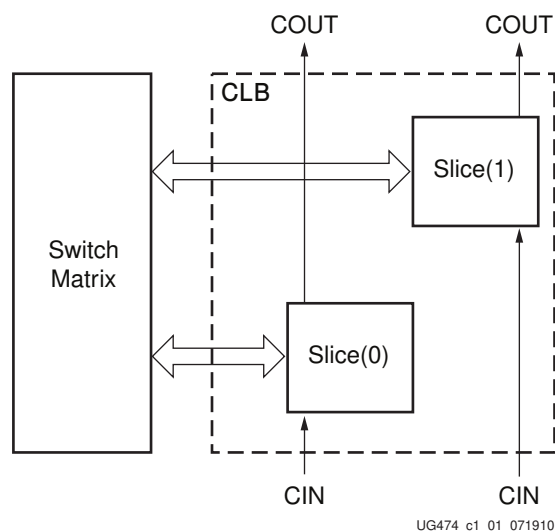 COUT
COUT
CLB
Slice(1)
Switch
Matrix
Slice(0)
CIN
CIN
UG474_c1_01_071910